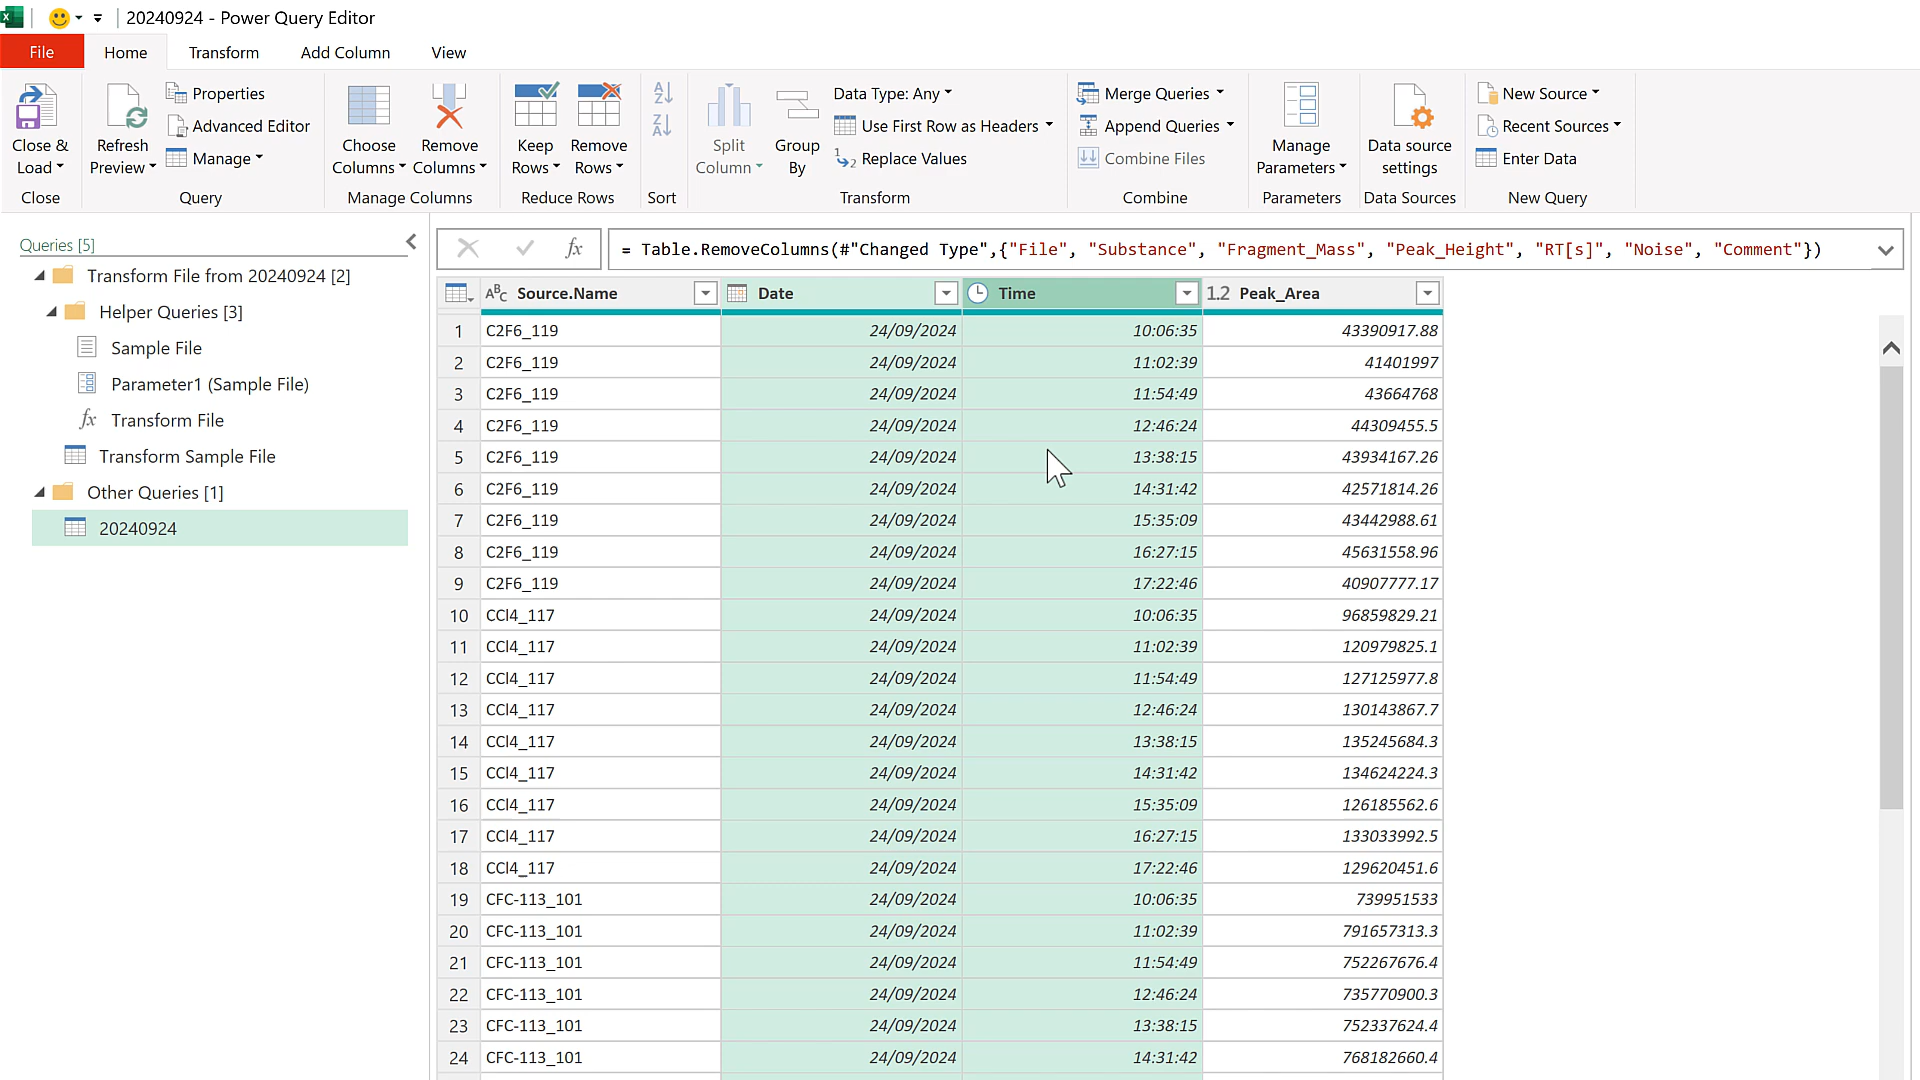 20240924 - Power Query Editor
File Home Transform Add Column View
Close & Load
Close
Refresh Preview
Properties
Advanced Editor
Manage
Query
Choose Columns
Remove Columns
Manage Columns
Keep Rows
Remove Rows
Reduce Rows
Sort
Split Column
Group By
Data Type: Any
Use First Row as Headers
Replace Values
Transform
Merge Queries
Append Queries
Combine Files
Combine
Manage Parameters
Parameters
Data source settings
Data Sources
New Source
Recent Sources
Enter Data
New Query
Queries [5]
Transform File from 20240924 [2]
Helper Queries [3]
Sample File
Parameter1 (Sample File)
fx Transform File
Transform Sample File
Other Queries [1]
20240924
fx = Table.RemoveColumns(#"Changed Type",{"File", "Substance", "Fragment_Mass", "Peak_Height", "RT[s]", "Noise", "Comment"})
ABC Source.Name Date Time 1.2 Peak_Area
1 C2F6_119 24/09/2024 10:06:35 43390917.88
2 C2F6_119 24/09/2024 11:02:39 41401997
3 C2F6_119 24/09/2024 11:54:49 43664768
4 C2F6_119 24/09/2024 12:46:24 44309455.5
5 C2F6_119 24/09/2024 13:38:15 43934167.26
6 C2F6_119 24/09/2024 14:31:42 42571814.26
7 C2F6_119 24/09/2024 15:35:09 43442988.61
8 C2F6_119 24/09/2024 16:27:15 45631558.96
9 C2F6_119 24/09/2024 17:22:46 40907777.17
10 CCl4_117 24/09/2024 10:06:35 96859829.21
11 CCl4_117 24/09/2024 11:02:39 120979825.1
12 CCl4_117 24/09/2024 11:54:49 127125977.8
13 CCl4_117 24/09/2024 12:46:24 130143867.7
14 CCl4_117 24/09/2024 13:38:15 135245684.3
15 CCl4_117 24/09/2024 14:31:42 134624224.3
16 CCl4_117 24/09/2024 15:35:09 126185562.6
17 CCl4_117 24/09/2024 16:27:15 133033992.5
18 CCl4_117 24/09/2024 17:22:46 129620451.6
19 CFC-113_101 24/09/2024 10:06:35 739951533
20 CFC-113_101 24/09/2024 11:02:39 791657313.3
21 CFC-113_101 24/09/2024 11:54:49 752267676.4
22 CFC-113_101 24/09/2024 12:46:24 735770900.3
23 CFC-113_101 24/09/2024 13:38:15 752337624.4
24 CFC-113_101 24/09/2024 14:31:42 768182660.4